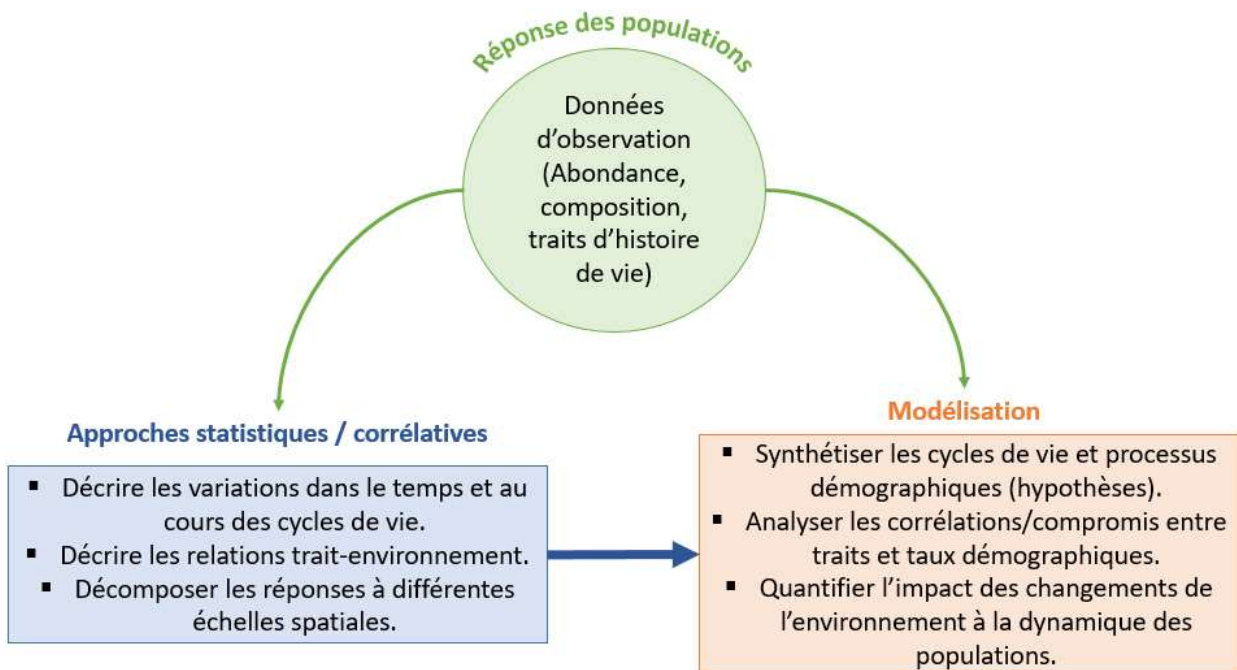 Réponse des populations
Données
d’observation
(Abondance,
composition,
traits d’histoire
de vie)
Approches statistiques / corrélatives
▪ Décrire les variations dans le temps et au
cours des cycles de vie.
▪ Décrire les relations trait-environnement.
▪ Décomposer les réponses à différentes
échelles spatiales.
Modélisation
▪ Synthétiser les cycles de vie et processus
démographiques (hypothèses).
▪ Analyser les corrélations/compromis entre
traits et taux démographiques.
▪ Quantifier l’impact des changements de
l’environnement à la dynamique des
populations.